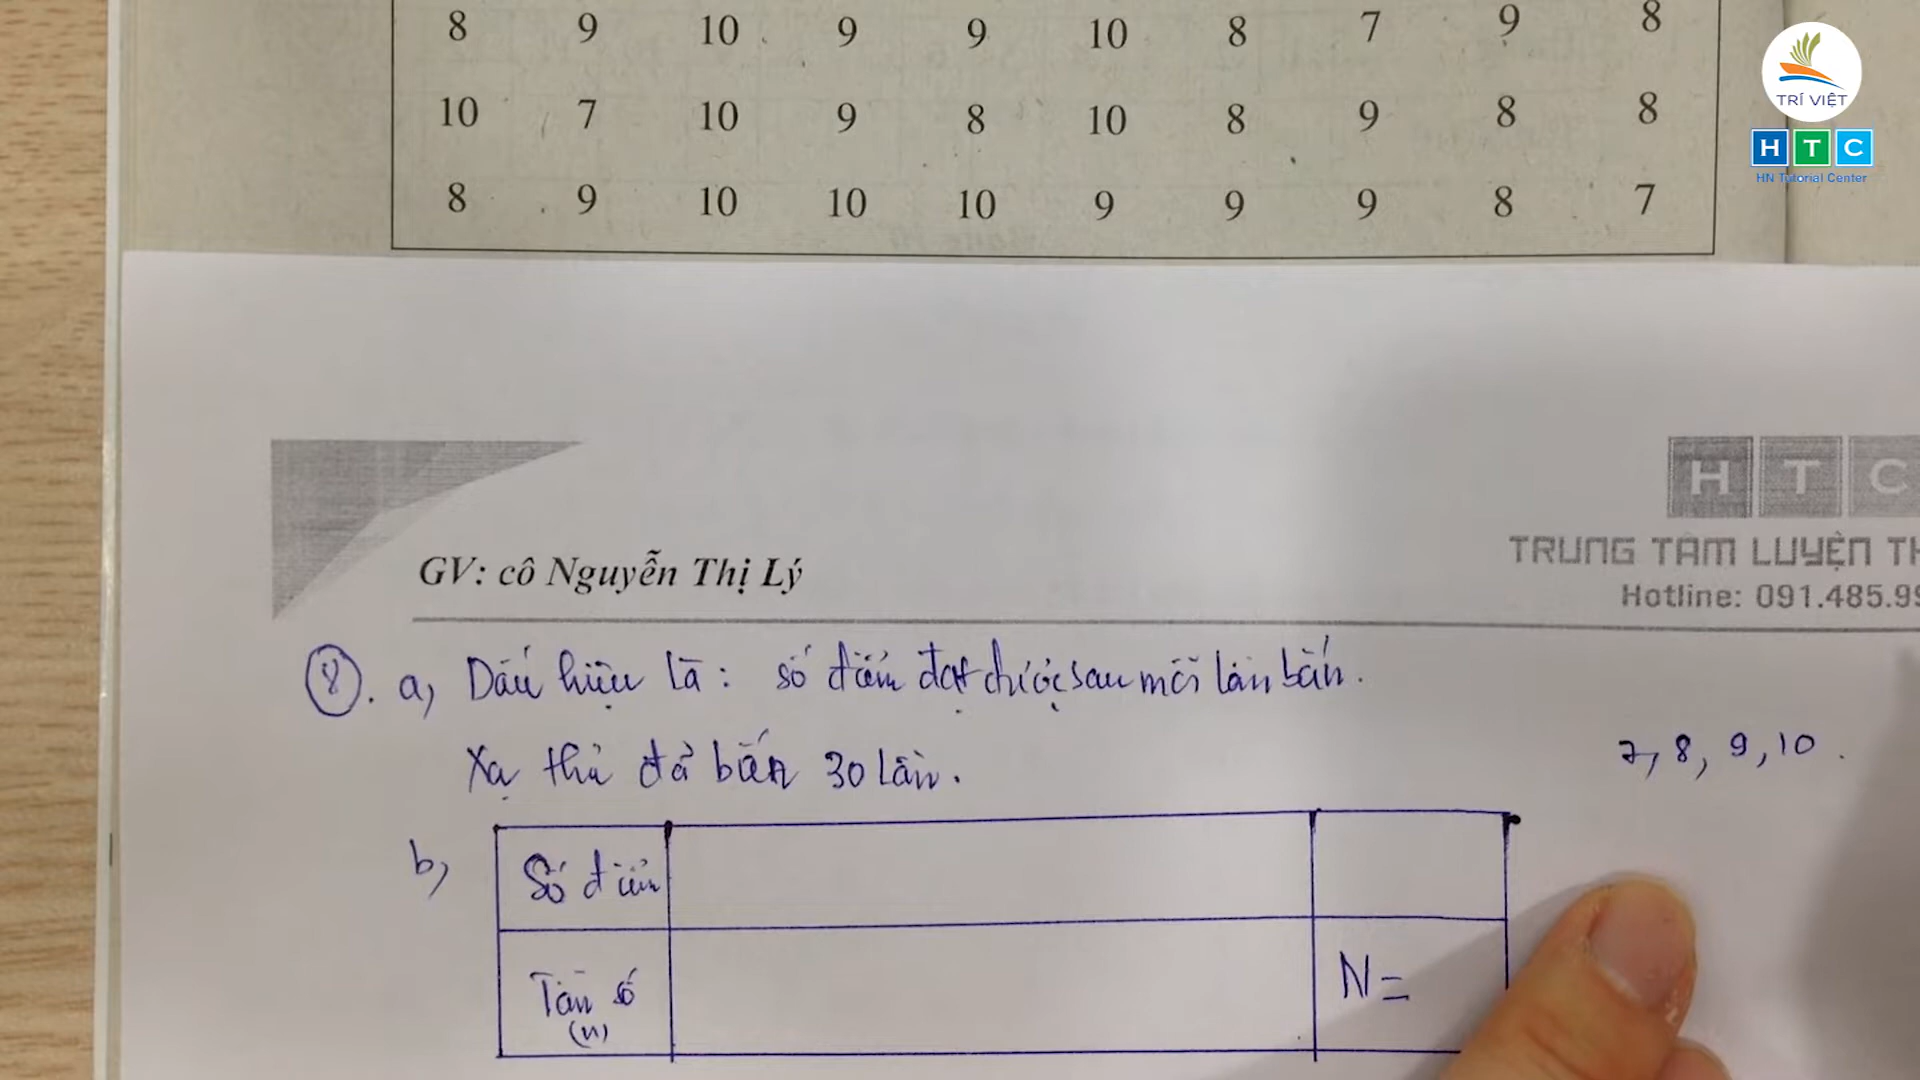 8 9 10 9 9 10 8 7 9 8
10 7 10 9 8 10 8 9 8 8
8 9 10 10 10 9 9 9 8 7
TRÍ VIỆT
HTC
HN Tutorial Center
HTC
TRUNG TÂM LUYỆN TH
Hotline: 091.485.99
GV: cô Nguyễn Thị Lý
8. a, Dấu hiệu là: số điểm đạt được sau mỗi lần bắn.
Xạ thủ đã bắn 30 lần.
7, 8, 9, 10.
b, Số điểm
Tần số (n) N =